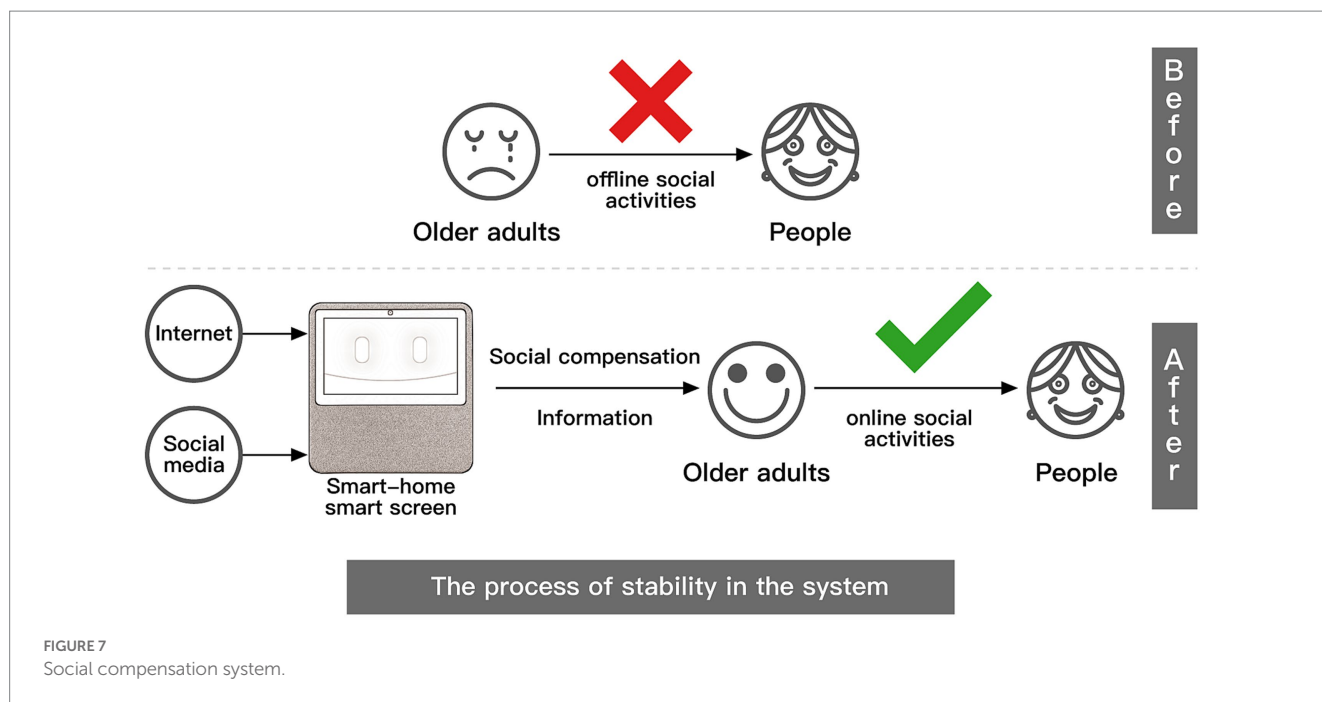 Before
offline social
activities
Older adults
People
Internet
Social
media
Smart-home
smart screen
Social compensation
Information
Older adults
online social
activities
People
After
The process of stability in the system
FIGURE 7
Social compensation system.